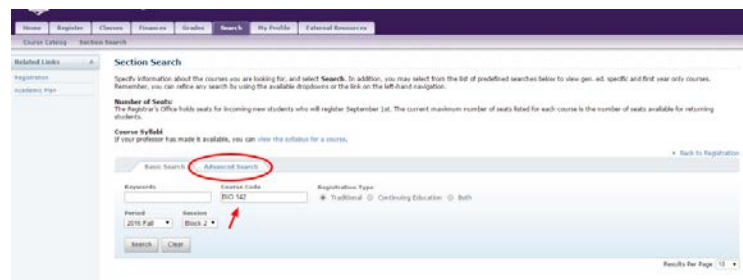 Home Register Classes Finances Grades Search My Profile External Resources
Course Catalog Section Search
Related Links
Registration
Academic Plan
Section Search
Specify information about the courses you are looking for, and select Search. In addition, you may select from the list of predefined searches below to view gen. ed. specific and first year only courses.
Remember, you can refine any search by using the available dropdowns or the link on the left-hand navigation.
Number of Seats:
The Registrar's Office holds seats for incoming new students who will register September 1st. The current maximum number of seats listed for each course is the number of seats available for returning
students.
Course Syllabi
If your professor has made it available, you can view the syllabus for a course.
Back to Registration
Basic Search Advanced Search
Keywords Course Code Registration Type
BIO 142 Traditional Continuing Education Both
Period Session
2016 Fall Block 2
Search Clear
Results Per Page 10